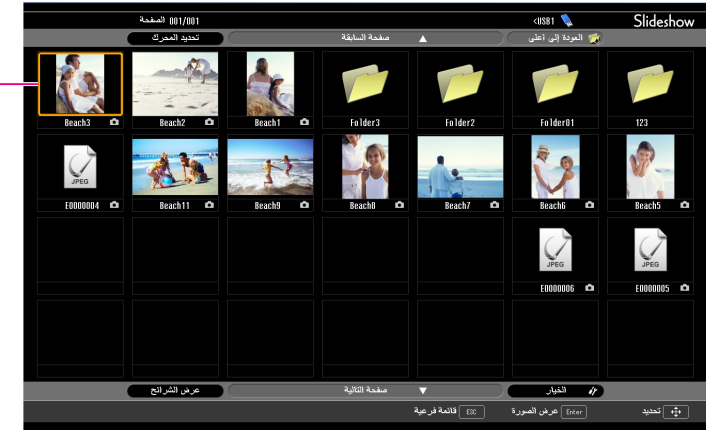 Slideshow
<USB1
001/001 الصفحة
العودة إلى أعلى
صفحة السابقة
تحديد المحرك
123
Folder01
Folder2
Folder3
Beach1
Beach2
Beach3
Beach5
Beach6
Beach7
Beach8
Beach9
Beach11
JPEG
E0000004
JPEG
E0000005
JPEG
E0000006
الخيار
صفحة التالية
عرض الشرائح
تحديد
Enter عرض الصورة
ESC قائمة فرعية